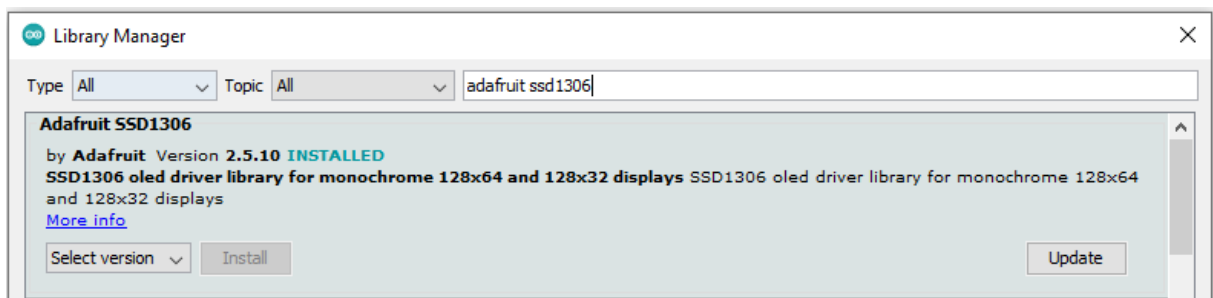 Library Manager
Type All Topic All adafruit ssd1306
Adafruit SSD1306
by Adafruit Version 2.5.10 INSTALLED
SSD1306 oled driver library for monochrome 128x64 and 128x32 displays SSD1306 oled driver library for monochrome 128x64
and 128x32 displays
More info
Select version Install Update